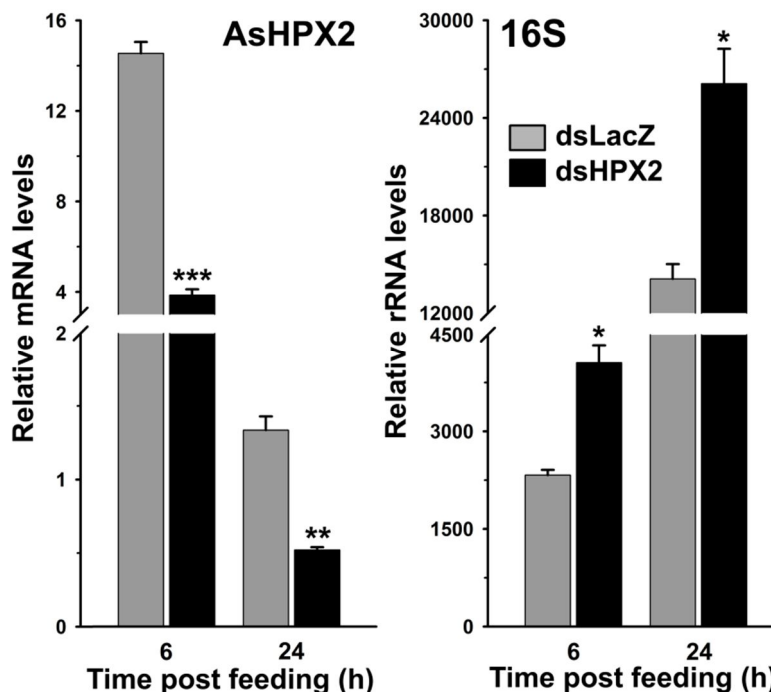 AsHPX2
Relative mRNA levels
16
12
8
4
2
1
0
***
**
6
24
Time post feeding (h)
16S
Relative rRNA levels
30000
24000
18000
12000
4500
3000
1500
0
*
*
dsLacZ
dsHPX2
6
24
Time post feeding (h)